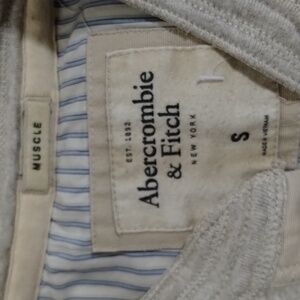 MUSCLE
EST. 1892
Abercrombie
& Fitch
NEW YORK
S
MADE IN VIETNAM